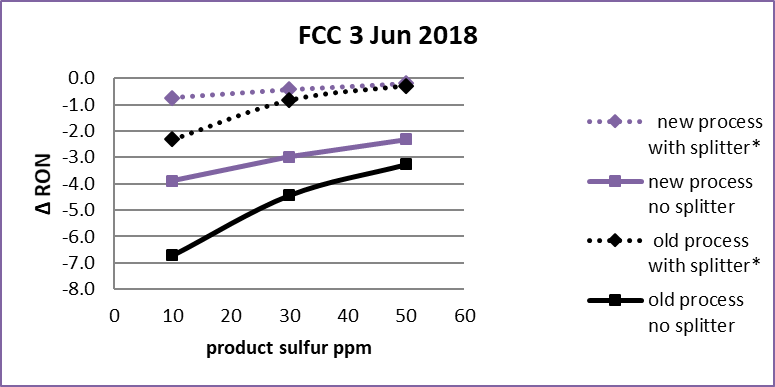 FCC 3 Jun 2018
0.0
-1.0
-2.0
-3.0
-4.0
-5.0
-6.0
-7.0
-8.0
Δ RON
0 10 20 30 40 50 60
product sulfur ppm
new process
with splitter*
new process
no splitter
old process
with splitter*
old process
no splitter